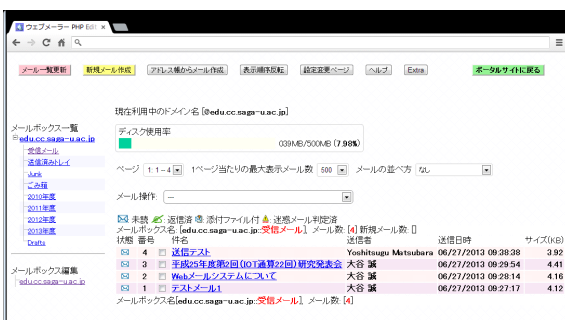 ウェブメーラー PHP Edit
メール一覧更新 新規メール作成 アドレス帳からメール作成 表示順序反転 設定変更ページ ヘルプ Extra ポータルサイトに戻る
現在利用中のドメイン名 [@edu.cc.saga-u.ac.jp]
メールボックス一覧
edu.cc.saga-u.ac.jp
受信メール
送信済みトレイ
Junk
ごみ箱
2010年度
2011年度
2012年度
2013年度
Drafts
メールボックス編集
edu.cc.saga-u.ac.jp
ディスク使用率
039MB/500MB (7.98%)
ページ 1: 1-4 1ページ当たりの最大表示メール数 500 メールの並べ方 なし
メール操作: ---
未読 : 返信済 : 添付ファイル付 : 迷惑メール判定済
メールボックス名: [edu.cc.saga-u.ac.jp::受信メール], メール数: [4] 新規メール数: []
状態 番号 件名 送信者 送信日時 サイズ(KB)
4 送信テスト Yoshitsugu Matsubara 06/27/2013 09:38:38 3.92
3 平成25年度第2回(IOT通算22回)研究発表会 大谷 誠 06/27/2013 09:29:54 4.41
2 Webメールシステムについて 大谷 誠 06/27/2013 09:28:14 4.16
1 テストメール1 大谷 誠 06/27/2013 09:27:17 4.12
メールボックス名[edu.cc.saga-u.ac.jp::受信メール], メール数: [4]